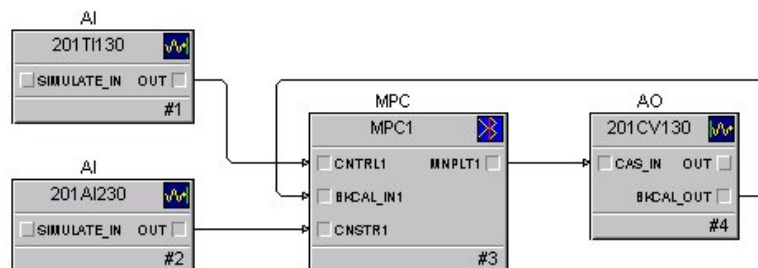 AI
201TI130
SIMULATE_IN OUT
#1
MPC
MPC1
CNTRL1 MNPLT1
BKCAL_IN1
CNSTR1
#3
AO
201CV130
CAS_IN OUT
BKCAL_OUT
#4
AI
201AI230
SIMULATE_IN OUT
#2